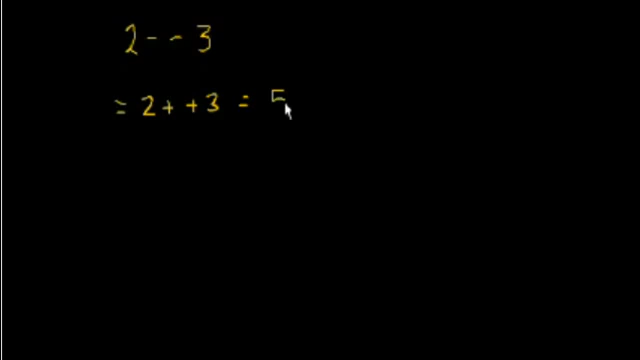 2 - - 3
= 2 + + 3 = 5